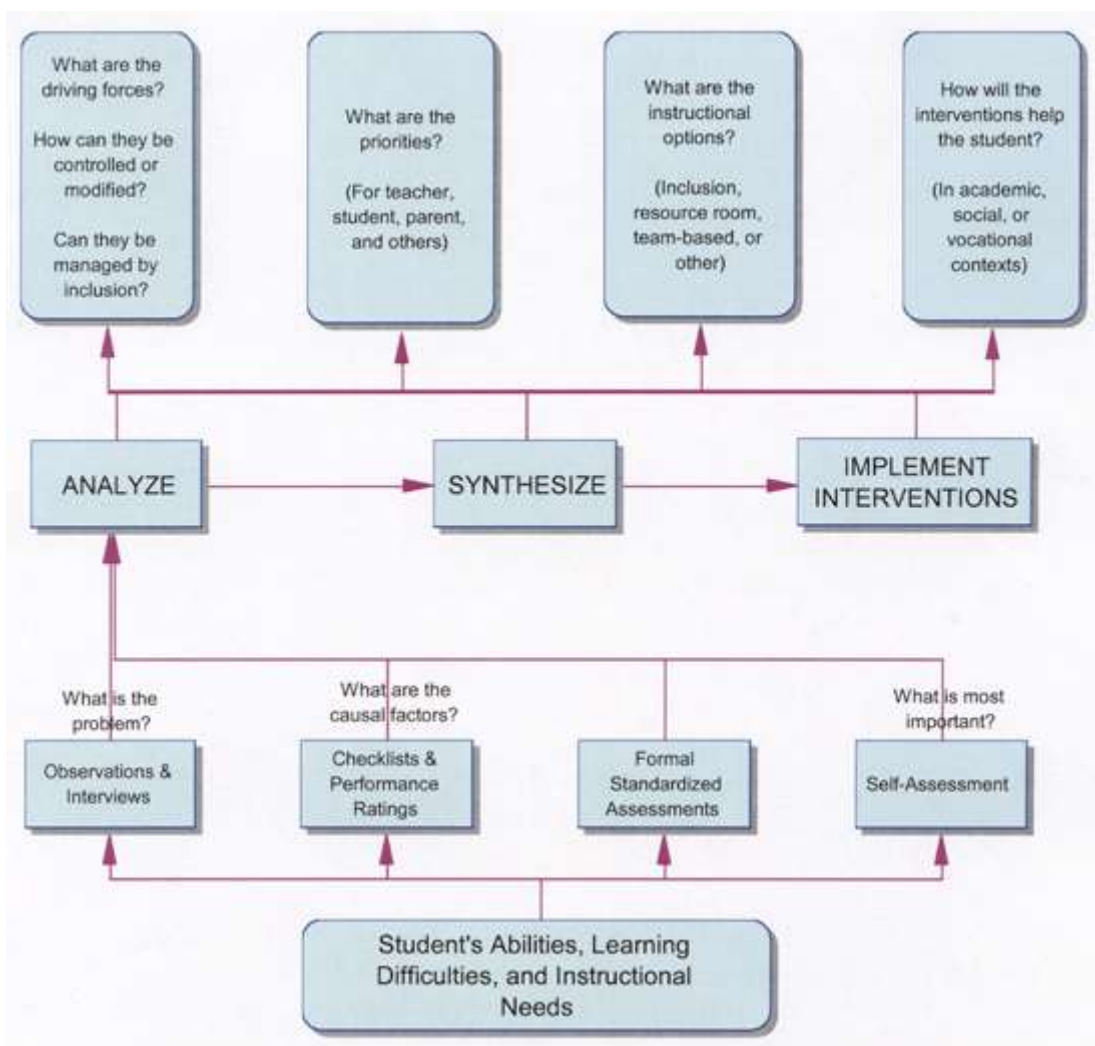 What are the
driving forces?
How can they be
controlled or
modified?
Can they be
managed by
inclusion?
What are the
priorities?
(For teacher,
student, parent,
and others)
What are the
instructional
options?
(Inclusion,
resource room,
team-based, or
other)
How will the
interventions help
the student?
(In academic,
social, or
vocational
contexts)
ANALYZE
SYNTHESIZE
IMPLEMENT
INTERVENTIONS
What is the
problem?
What are the
causal factors?
What is most
important?
Observations &
Interviews
Checklists &
Performance
Ratings
Formal
Standardized
Assessments
Self-Assessment
Student's Abilities, Learning
Difficulties, and Instructional
Needs